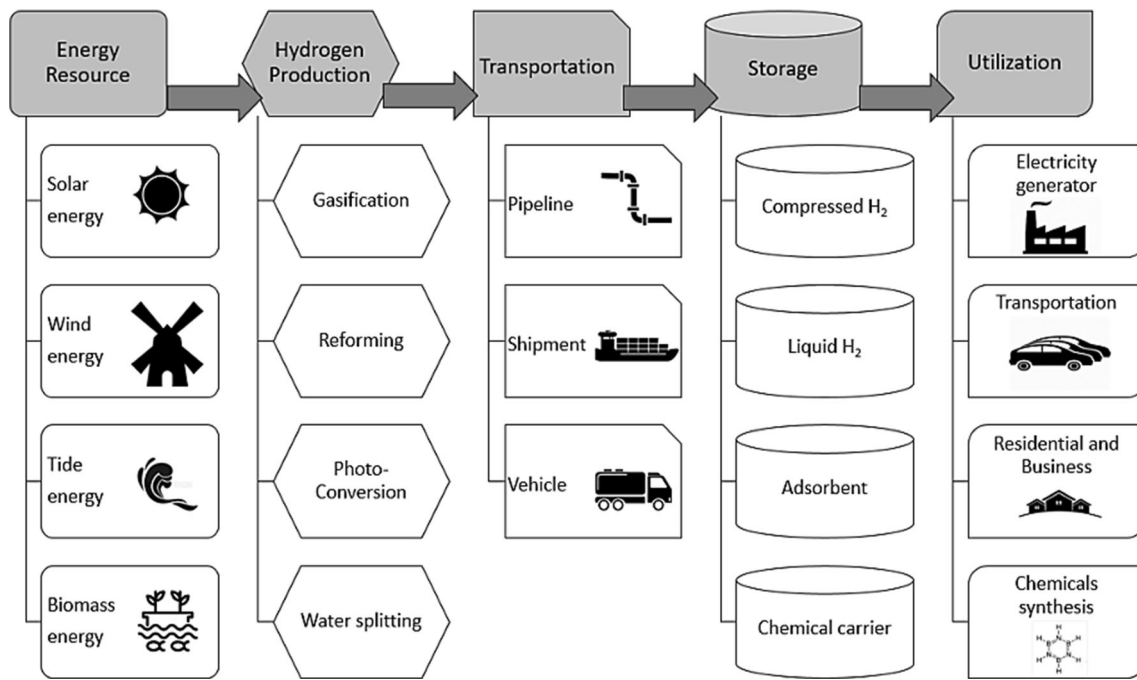 Energy
Resource
Hydrogen
Production
Transportation
Storage
Utilization
Solar
energy
Wind
energy
Tide
energy
Biomass
energy
Gasification
Reforming
Photo-
Conversion
Water splitting
Pipeline
Shipment
Vehicle
Compressed H₂
Liquid H₂
Adsorbent
Chemical carrier
Electricity
generator
Transportation
Residential and
Business
Chemicals
synthesis